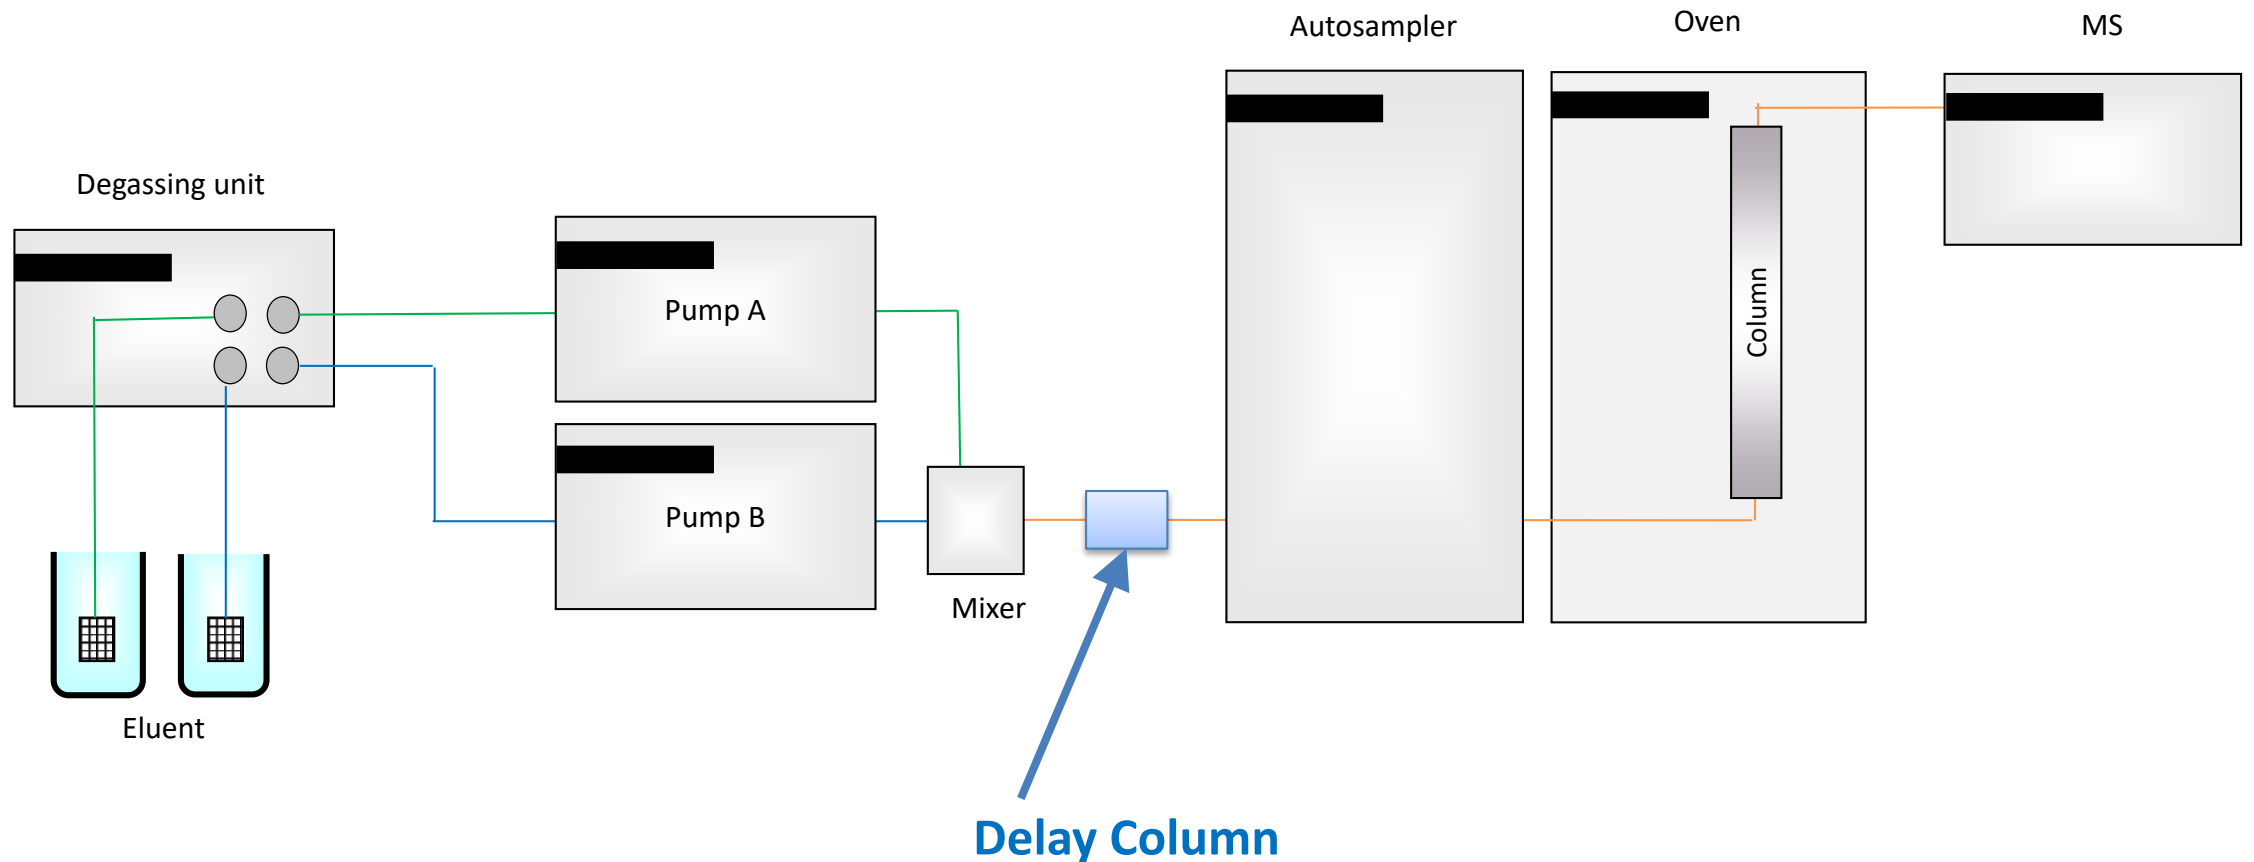 Autosampler
Oven
MS
Degassing unit
Pump A
Column
Pump B
Mixer
Eluent
Delay Column